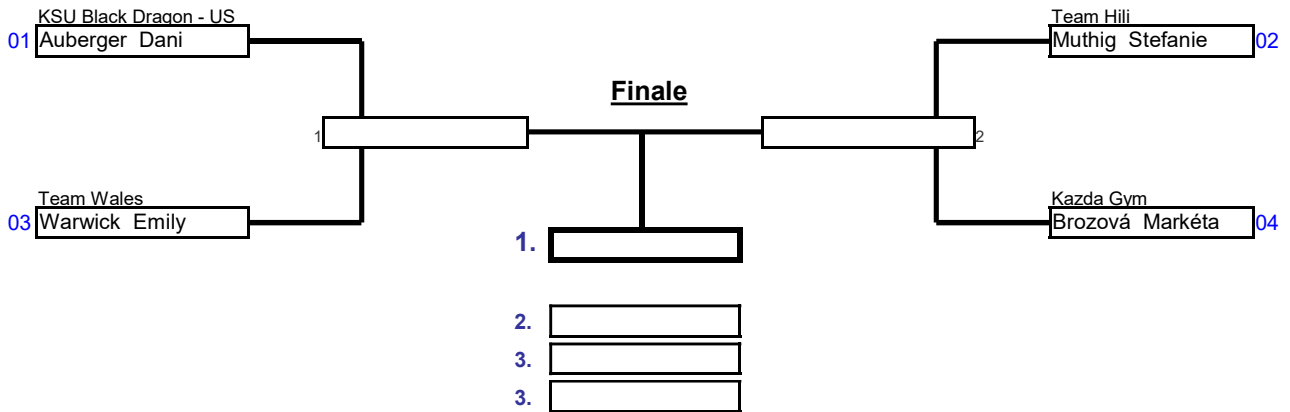 KSU Black Dragon - US
01 Auberger Dani
Team Hili
Muthig Stefanie 02
Finale
1
2
Team Wales
03 Warwick Emily
Kazda Gym
Brozová Markéta 04
1.
2.
3.
3.